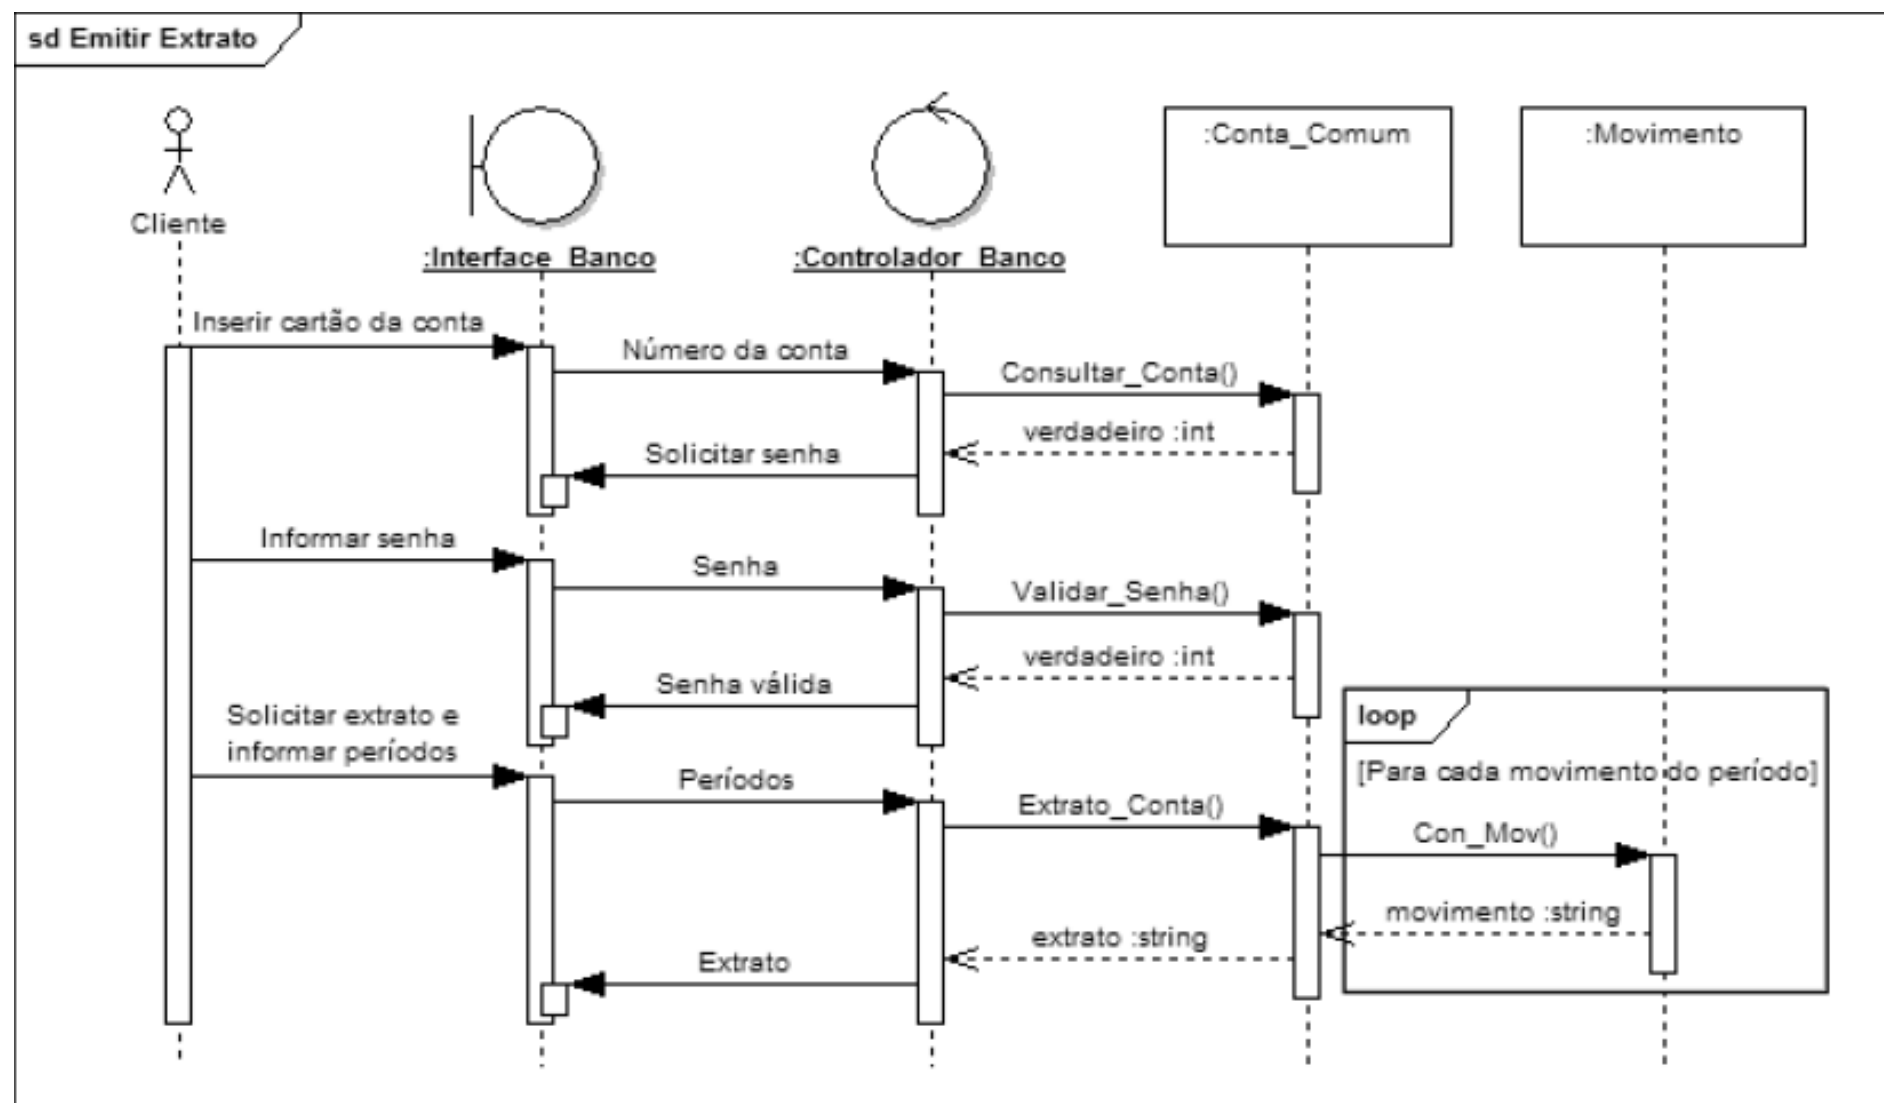 sd Emitir Extrato
:Conta_Comum
:Movimento
Cliente
:Interface_Banco
:Controlador_Banco
Inserir cartão da conta
Número da conta
Consultar_Conta()
verdadeiro :int
Solicitar senha
Informar senha
Senha
Validar_Senha()
verdadeiro :int
Senha válida
Solicitar extrato e
informar períodos
loop
[Para cada movimento do período]
Períodos
Extrato_Conta()
Con_Mov()
movimento :string
extrato :string
Extrato